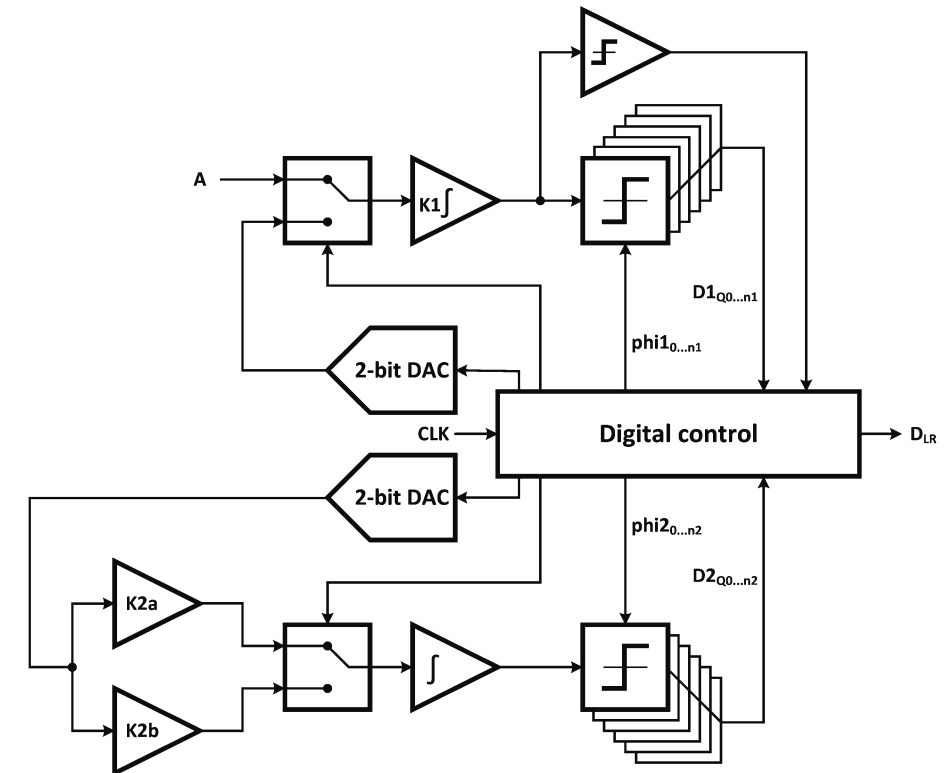 A
K1∫
D1Q0...n1
phi10...n1
2-bit DAC
CLK
Digital control
DLR
2-bit DAC
phi20...n2
D2Q0...n2
K2a
∫
K2b